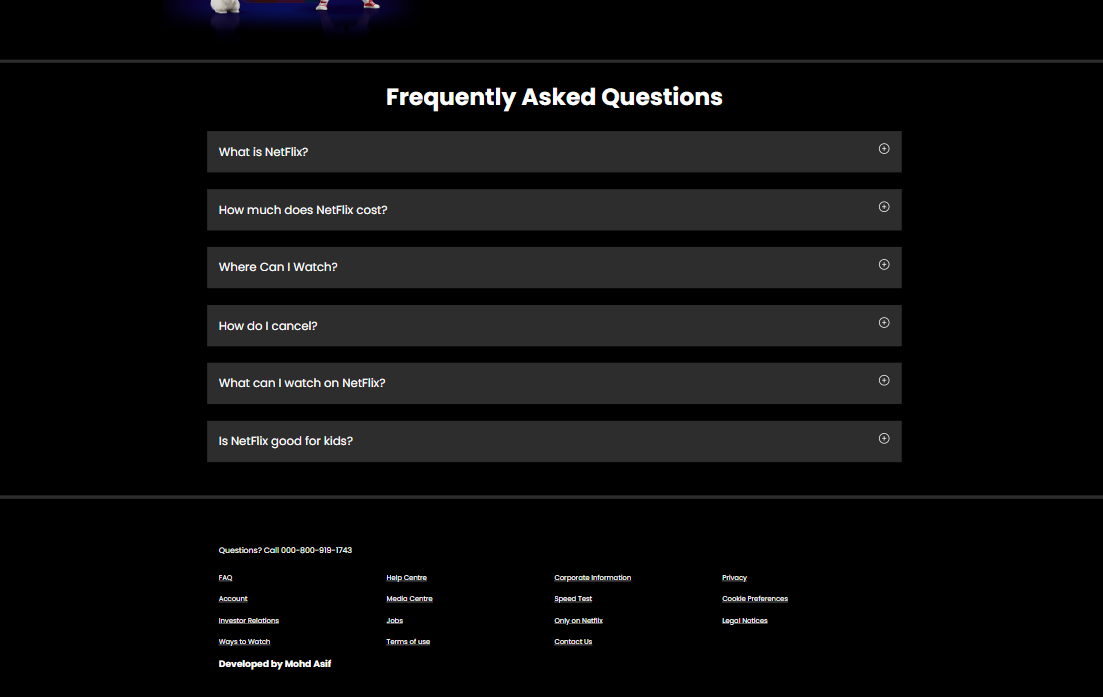 Frequently Asked Questions
What is NetFlix?
How much does NetFlix cost?
Where Can I Watch?
How do I cancel?
What can I watch on NetFlix?
Is NetFlix good for kids?
Questions? Call 000-800-919-1743
FAQ Help Centre Corporate Information Privacy
Account Media Centre Speed Test Cookie Preferences
Investor Relations Jobs Only on Netflix Legal Notices
Ways to Watch Terms of use Contact Us
Developed by Mohd Asif